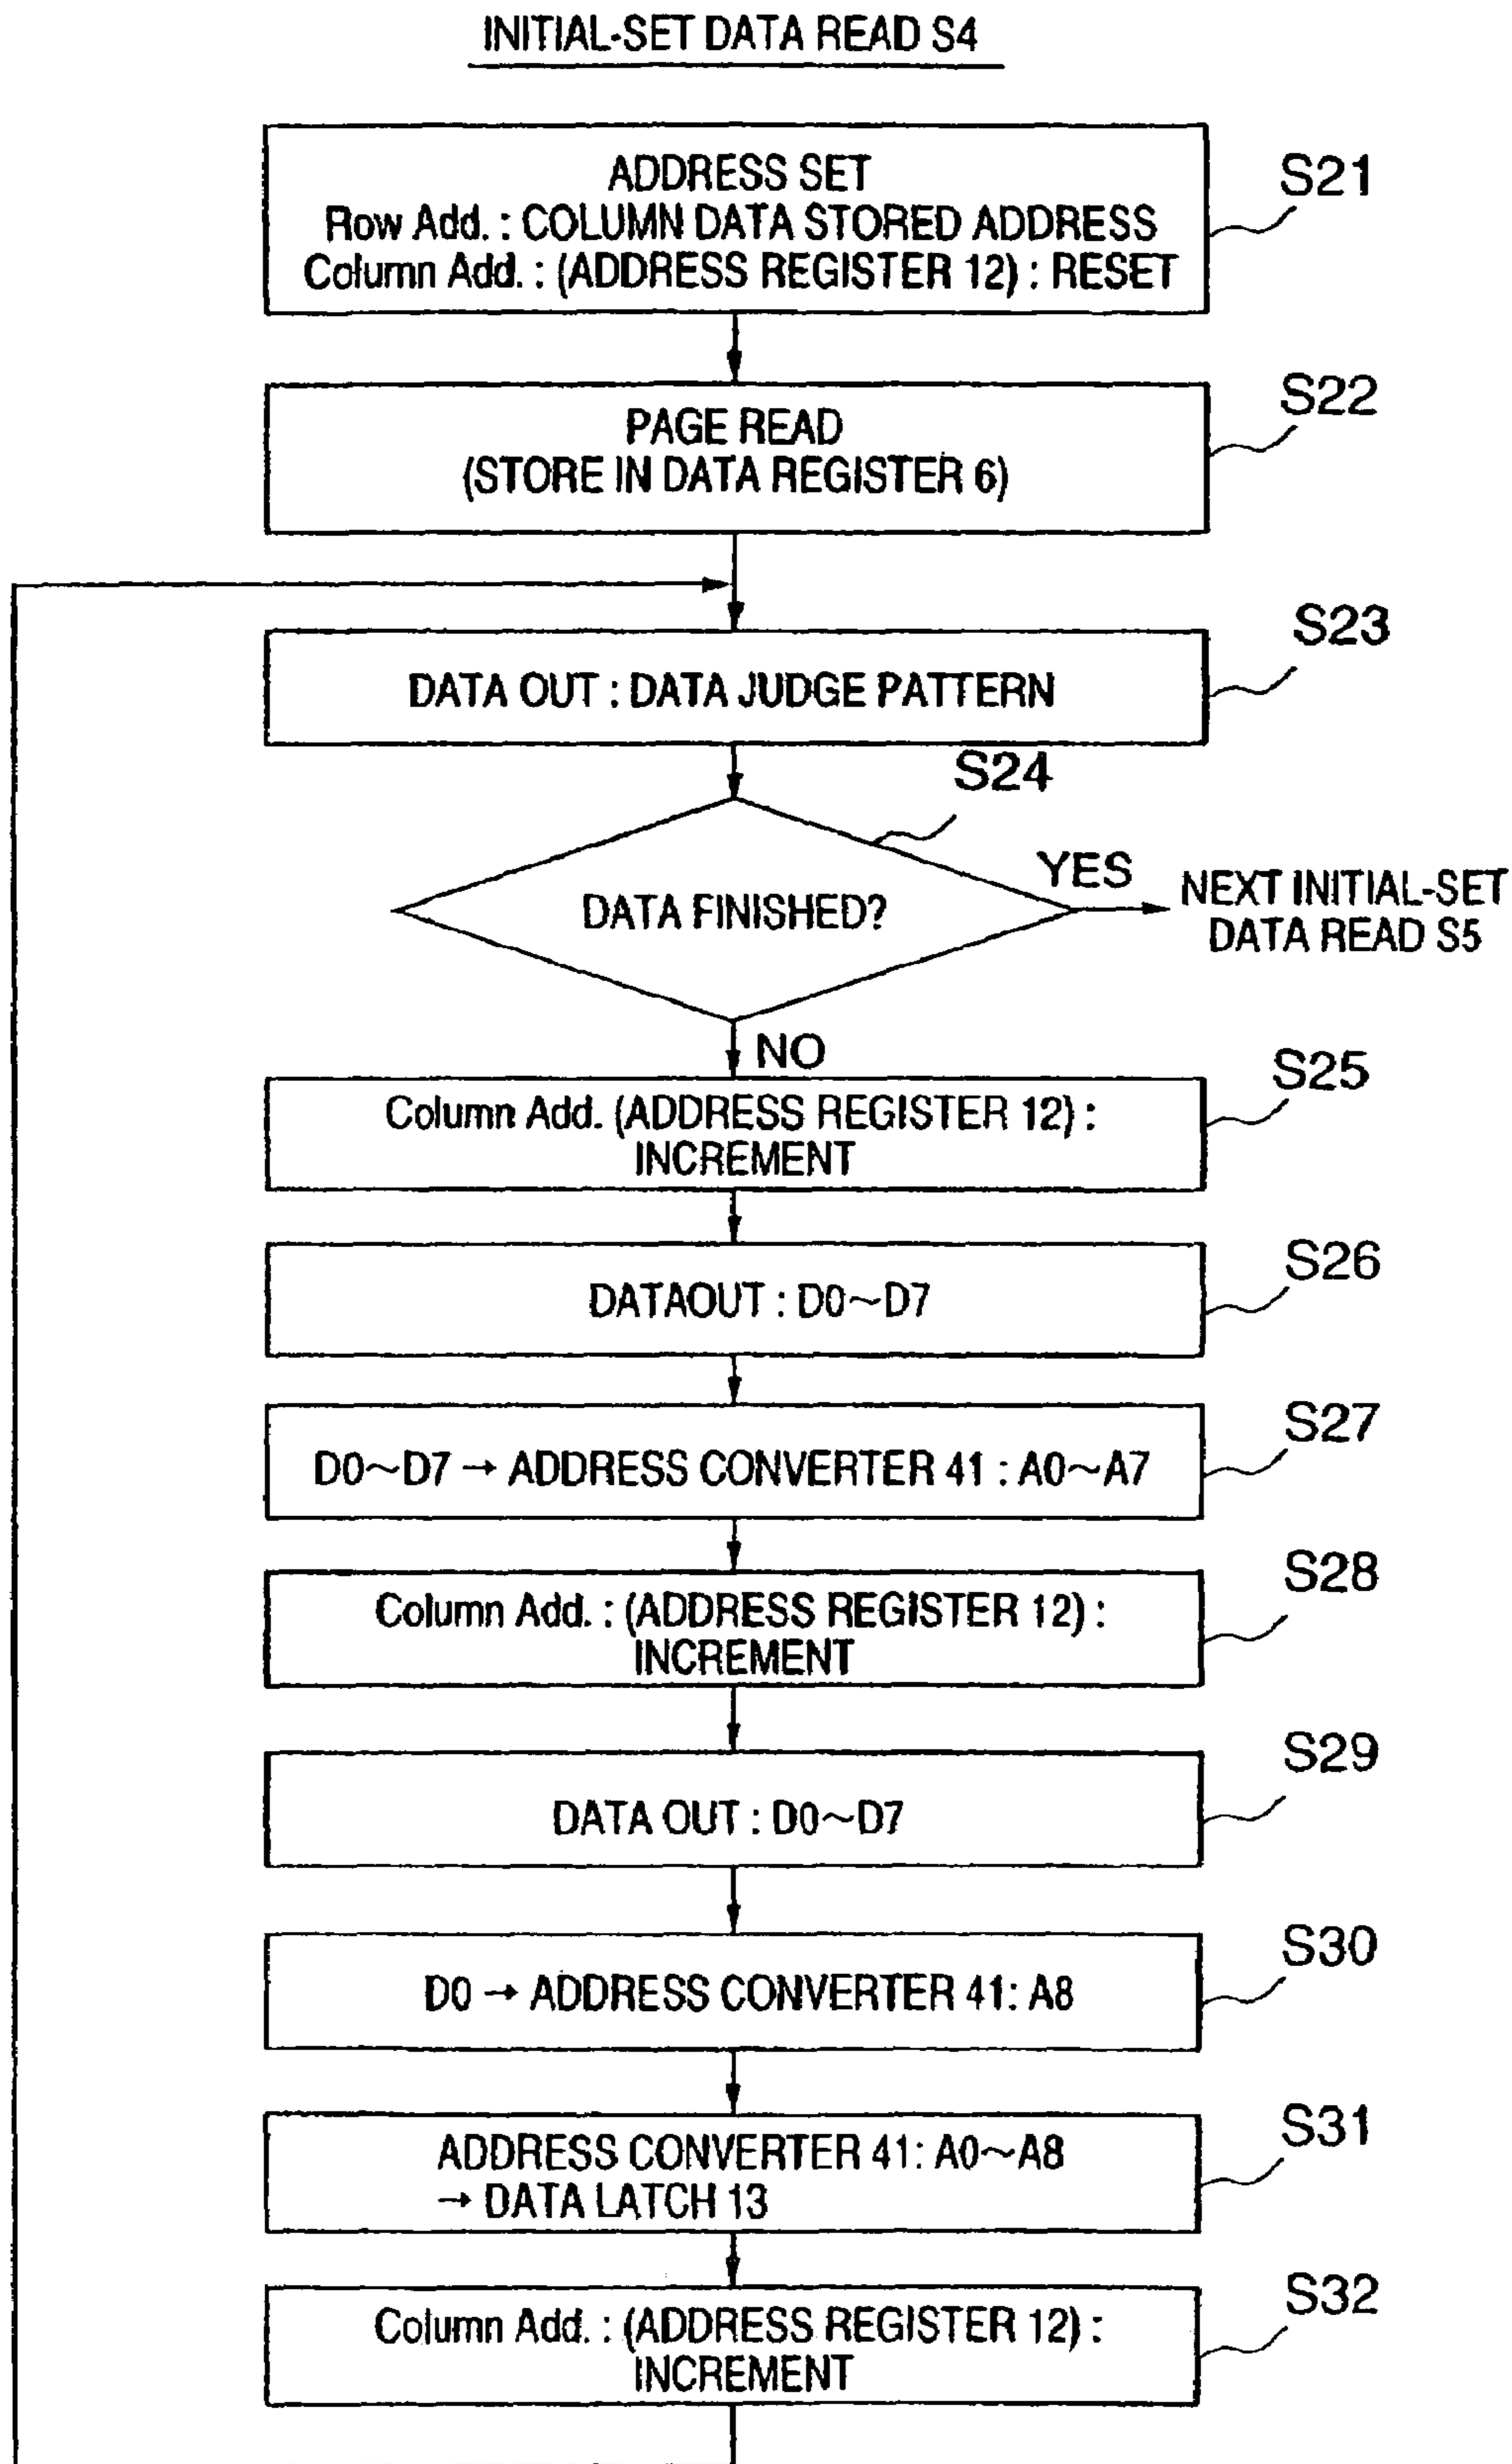 INITIAL-SET DATA READ S4
ADDRESS SET
Row Add. : COLUMN DATA STORED ADDRESS
Column Add. : (ADDRESS REGISTER 12) : RESET
S21
PAGE READ
(STORE IN DATA REGISTER 6)
S22
DATA OUT : DATA JUDGE PATTERN
S23
S24
DATA FINISHED?
YES
NEXT INITIAL-SET
DATA READ S5
NO
Column Add. (ADDRESS REGISTER 12) :
INCREMENT
S25
DATAOUT : D0~D7
S26
D0~D7 → ADDRESS CONVERTER 41 : A0~A7
S27
Column Add. : (ADDRESS REGISTER 12) :
INCREMENT
S28
DATA OUT : D0~D7
S29
D0 → ADDRESS CONVERTER 41: A8
S30
ADDRESS CONVERTER 41: A0~A8
→ DATA LATCH 13
S31
Column Add. : (ADDRESS REGISTER 12) :
INCREMENT
S32